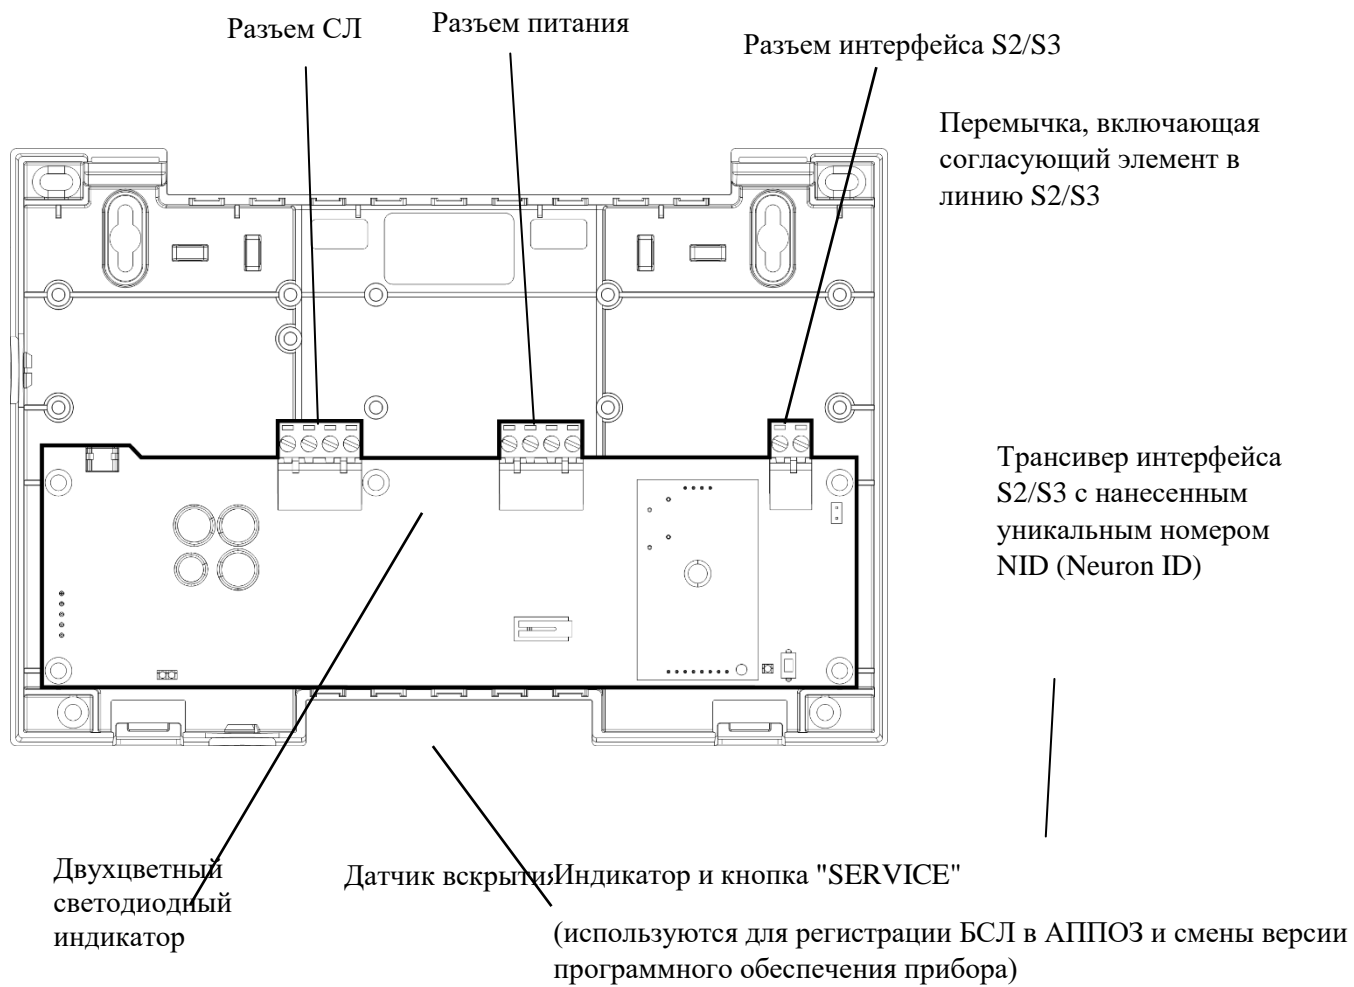 Разъем СЛ
Разъем питания
Разъем интерфейса S2/S3
Перемычка, включающая
согласующий элемент в
линию S2/S3
Трансивер интерфейса
S2/S3 с нанесенным
уникальным номером
NID (Neuron ID)
Двухцветный
светодиодный
индикатор
Датчик вскрытия
Индикатор и кнопка "SERVICE"
(используются для регистрации БСЛ в АППОЗ и смены версии
программного обеспечения прибора)